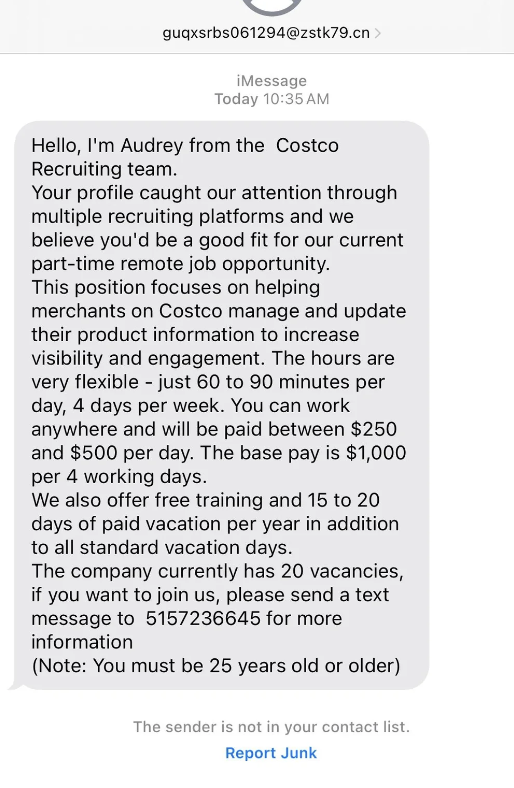 guqxsrbs061294@zstk79.cn >
iMessage
Today 10:35 AM
Hello, I'm Audrey from the  Costco
Recruiting team.
Your profile caught our attention through
multiple recruiting platforms and we
believe you'd be a good fit for our current
part-time remote job opportunity.
This position focuses on helping
merchants on Costco manage and update
their product information to increase
visibility and engagement. The hours are
very flexible - just 60 to 90 minutes per
day, 4 days per week. You can work
anywhere and will be paid between $250
and $500 per day. The base pay is $1,000
per 4 working days.
We also offer free training and 15 to 20
days of paid vacation per year in addition
to all standard vacation days.
The company currently has 20 vacancies,
if you want to join us, please send a text
message to  5157236645 for more
information
(Note: You must be 25 years old or older)
The sender is not in your contact list.
Report Junk